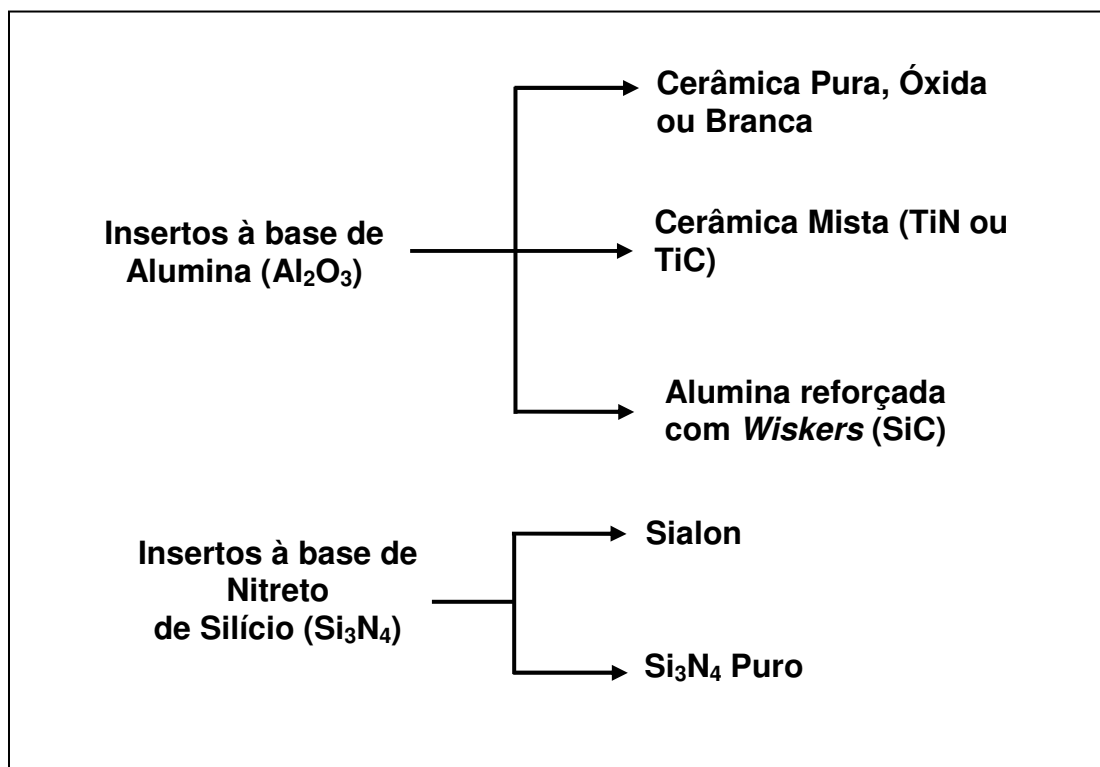 Insertos à base de
Alumina (Al₂O₃)
Cerâmica Pura, Óxida
ou Branca
Cerâmica Mista (TiN ou
TiC)
Alumina reforçada
com Wiskers (SiC)
Insertos à base de
Nitreto
de Silício (Si₃N₄)
Sialon
Si₃N₄ Puro